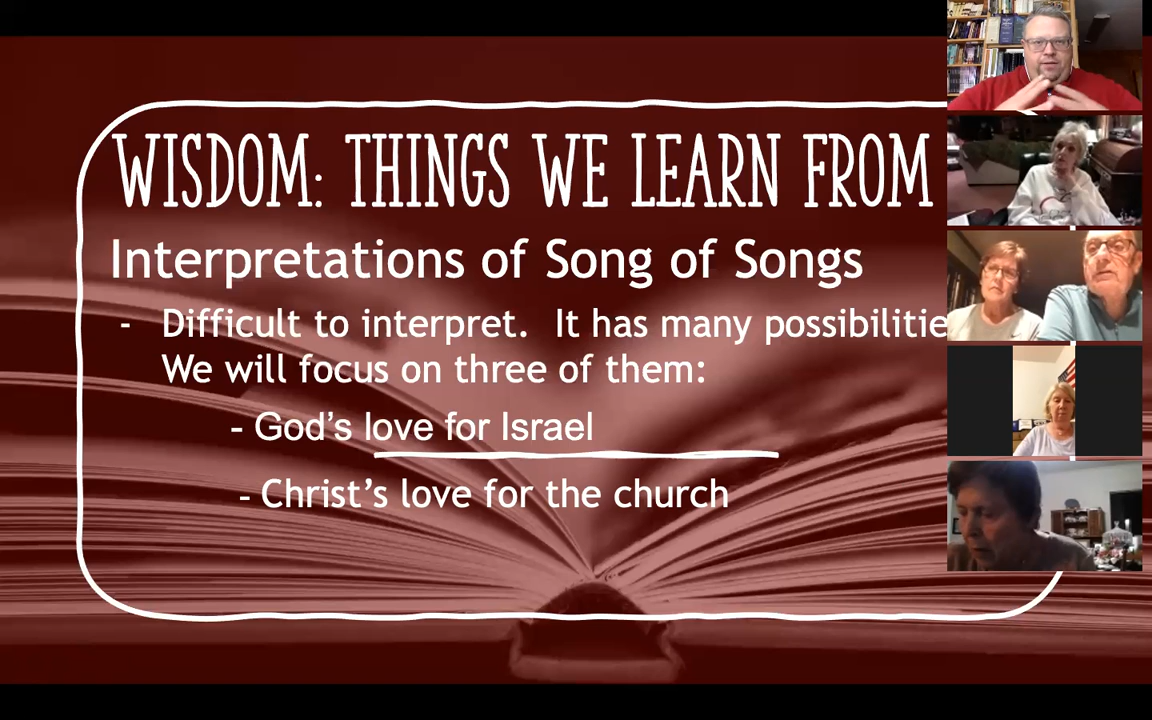 WISDOM: THINGS WE LEARN FROM
Interpretations of Song of Songs
- Difficult to interpret. It has many possibilitie
We will focus on three of them:
- God's love for Israel
- Christ's love for the church